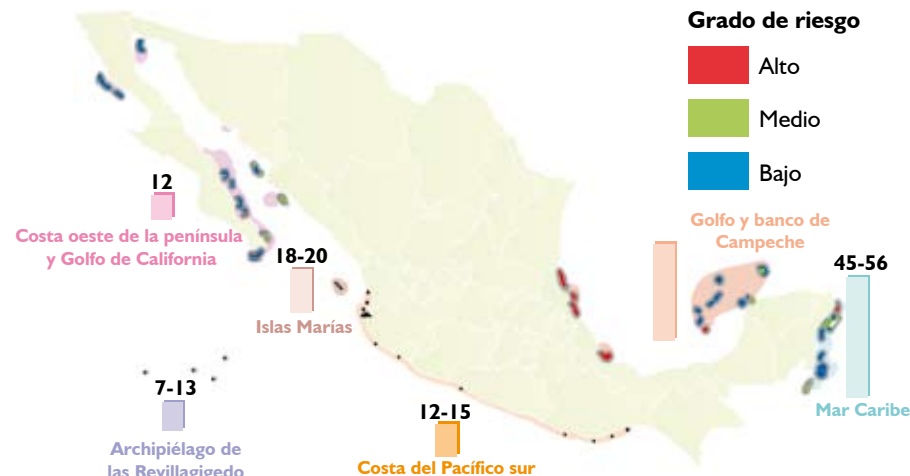 Grado de riesgo
Alto
Medio
Bajo
12
Costa oeste de la península
y Golfo de California
18-20
Islas Marías
Golfo y banco de
Campeche
45-56
Mar Caribe
7-13
Archipiélago de
las Revillagigedo
12-15
Costa del Pacífico sur